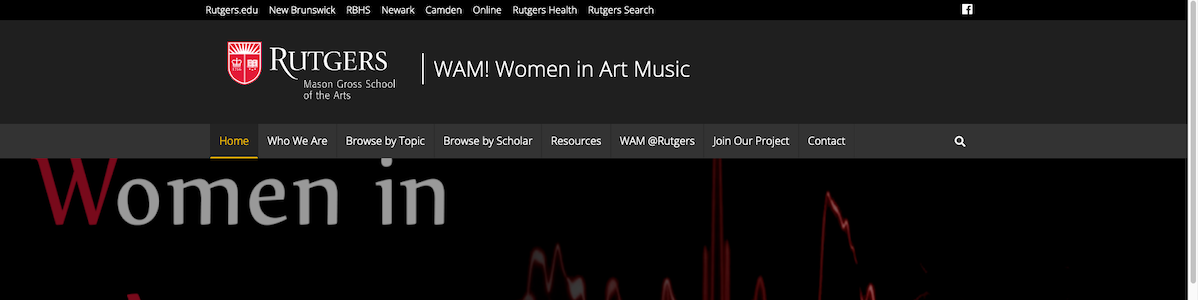 Rutgers.edu New Brunswick RBHS Newark Camden Online Rutgers Health Rutgers Search
RUTGERS
Mason Gross School
of the Arts
WAM! Women in Art Music
Home Who We Are Browse by Topic Browse by Scholar Resources WAM @Rutgers Join Our Project Contact
Women in